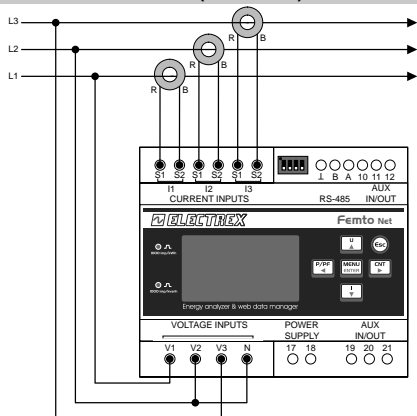 L3
R B
L2
R B
L1
R B
S1 S2 S1 S2 S1 S2
⊥ B A 10 11 12
I1 I2 I3
CURRENT INPUTS
RS-485
AUX
IN/OUT
ELECTREX
Femto Net
U
Esc
P/PF
MENU
ENTER
CNT
I
Energy analyzer & web data manager
VOLTAGE INPUTS
POWER
SUPPLY
AUX
IN/OUT
V1 V2 V3 N
17 18
19 20 21